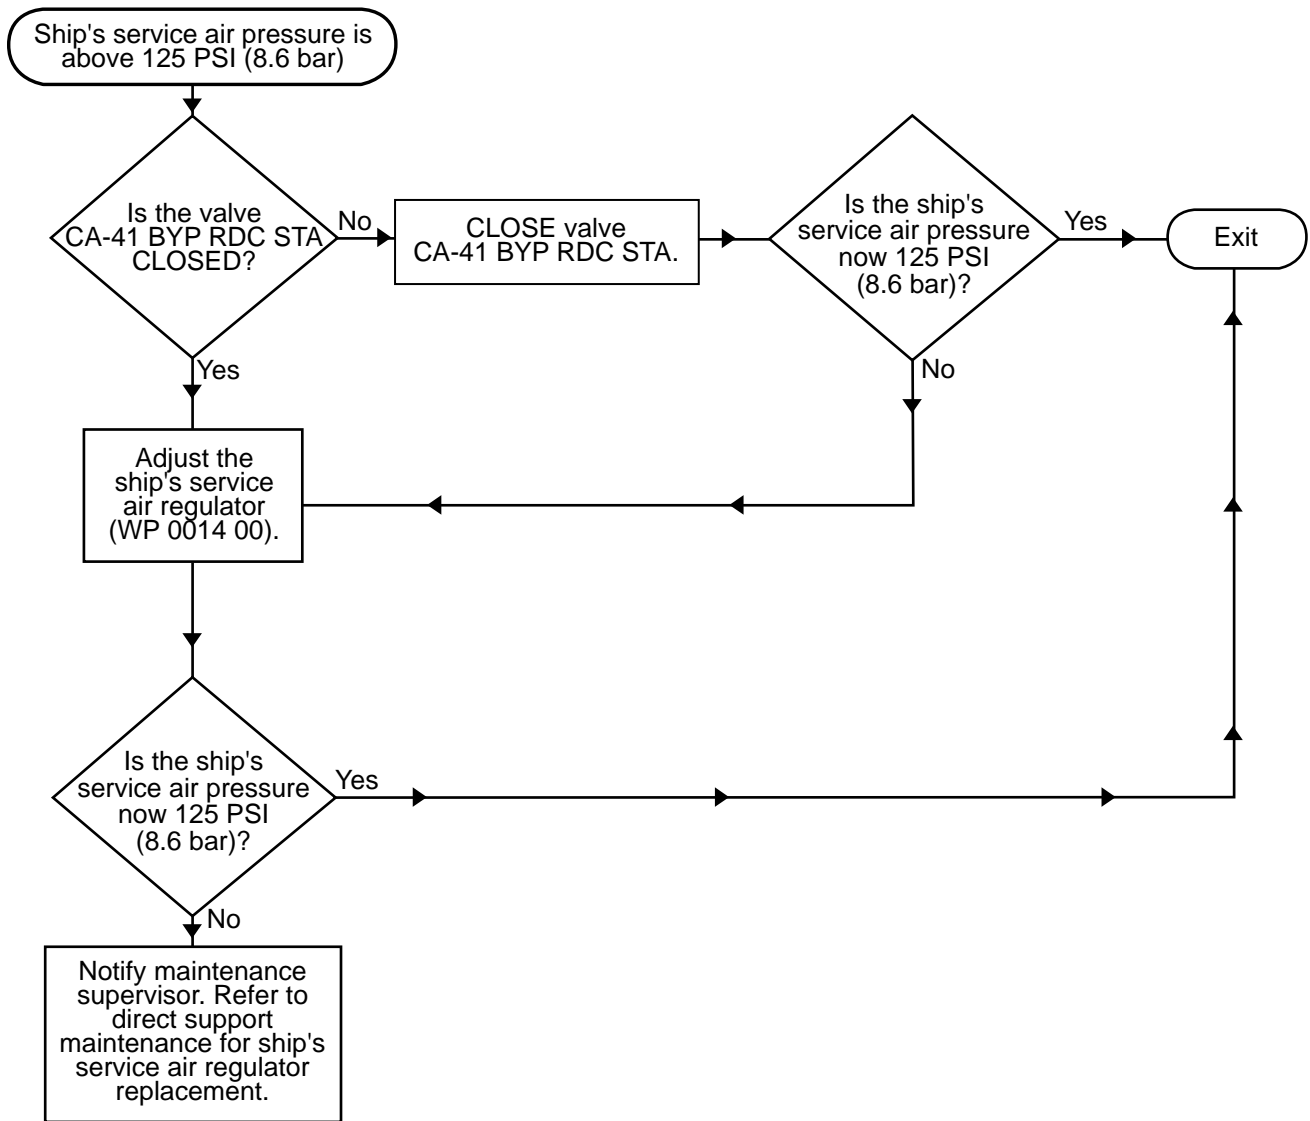 Ship's service air pressure is
above 125 PSI (8.6 bar)
Is the valve
CA-41 BYP RDC STA
CLOSED?
No
CLOSE valve
CA-41 BYP RDC STA.
Is the ship's
service air pressure
now 125 PSI
(8.6 bar)?
Yes
Exit
No
Yes
Adjust the
ship's service
air regulator
(WP 0014 00).
Is the ship's
service air pressure
now 125 PSI
(8.6 bar)?
Yes
No
Notify maintenance
supervisor. Refer to
direct support
maintenance for ship's
service air regulator
replacement.